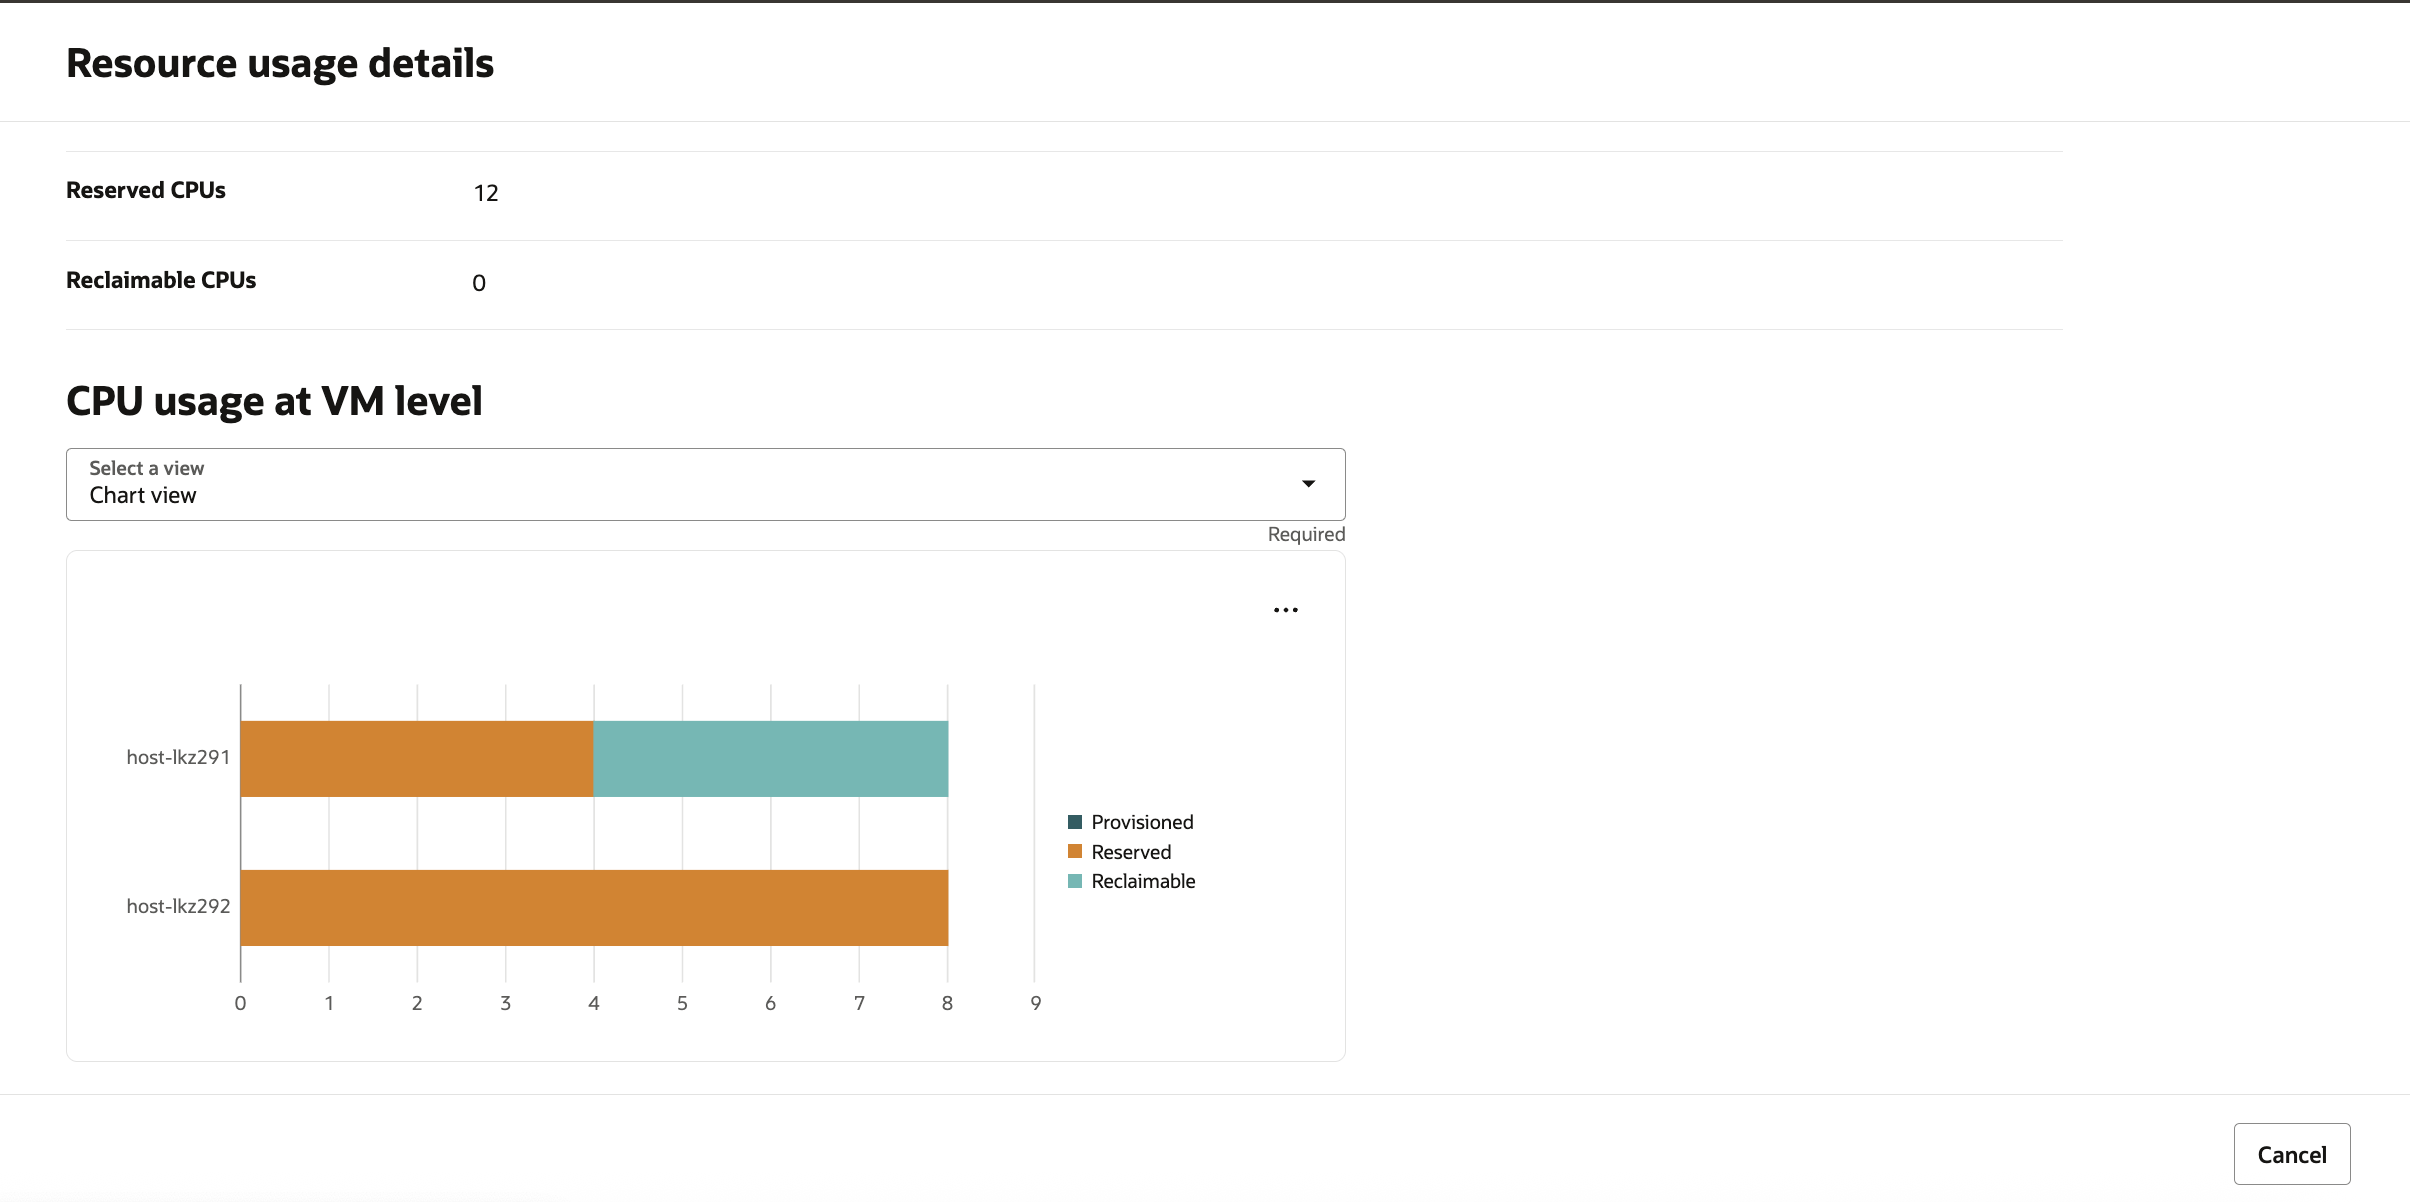 Resource usage details
Reserved CPUs 12
Reclaimable CPUs 0
CPU usage at VM level
Select a view
Chart view
Required
...
host-lkz291
host-lkz292
0 1 2 3 4 5 6 7 8 9
Provisioned
Reserved
Reclaimable
Cancel